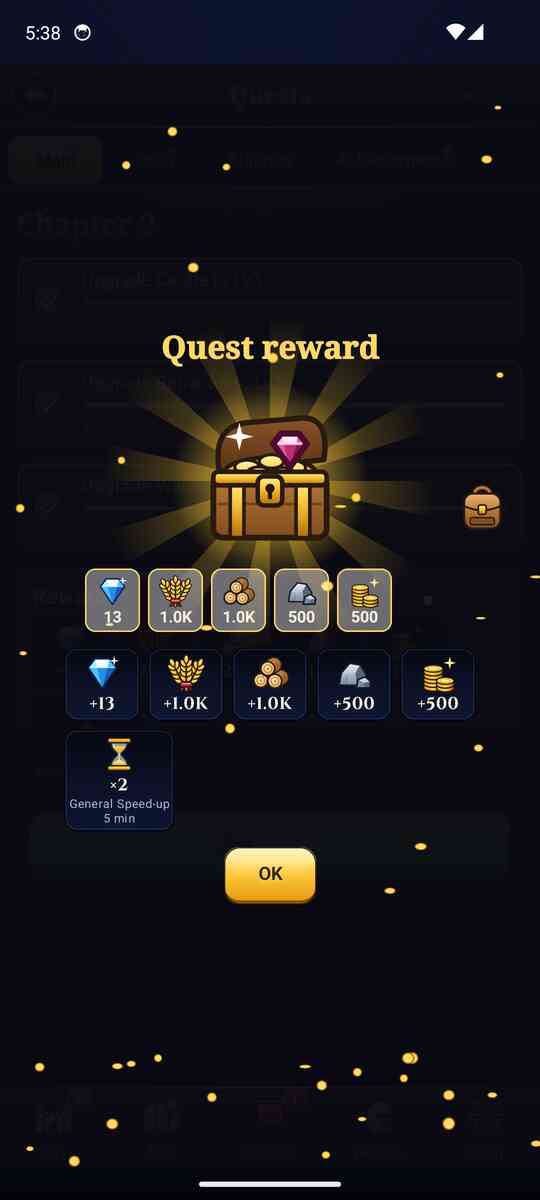 5:38
Quest reward
13
1.0K
1.0K
500
500
+13
+1.0K
+1.0K
+500
+500
×2
General Speed-up
5 min
OK